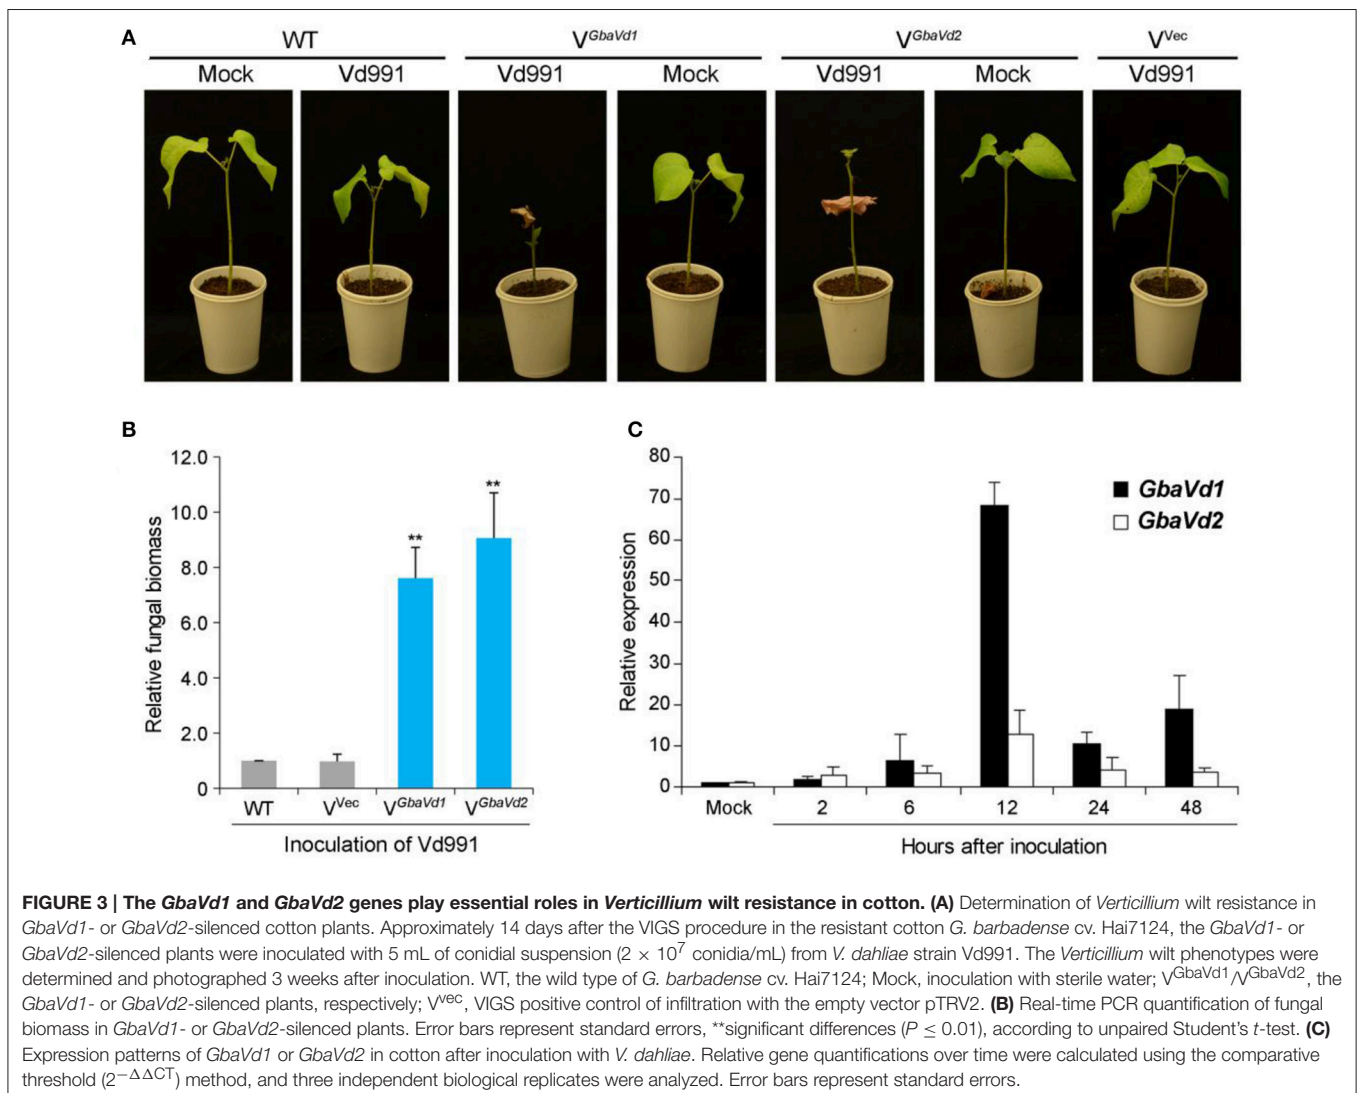 A
WT
V^GbaVd1
V^GbaVd2
V^Vec
Mock
Vd991
Vd991
Mock
Vd991
Mock
Vd991
B
12.0
10.0
8.0
6.0
4.0
2.0
0
Relative fungal biomass
**
**
WT
V^Vec
V^GbaVd1
V^GbaVd2
Inoculation of Vd991
C
80
70
60
50
40
30
20
10
0
Relative expression
GbaVd1
GbaVd2
Mock
2
6
12
24
48
Hours after inoculation
FIGURE 3 | The GbaVd1 and GbaVd2 genes play essential roles in Verticillium wilt resistance in cotton. (A) Determination of Verticillium wilt resistance in
GbaVd1- or GbaVd2-silenced cotton plants. Approximately 14 days after the VIGS procedure in the resistant cotton G. barbadense cv. Hai7124, the GbaVd1- or
GbaVd2-silenced plants were inoculated with 5 mL of conidial suspension (2 × 10^7 conidia/mL) from V. dahliae strain Vd991. The Verticillium wilt phenotypes were
determined and photographed 3 weeks after inoculation. WT, the wild type of G. barbadense cv. Hai7124; Mock, inoculation with sterile water; V^GbaVd1/V^GbaVd2, the
GbaVd1- or GbaVd2-silenced plants, respectively; V^vec, VIGS positive control of infiltration with the empty vector pTRV2. (B) Real-time PCR quantification of fungal
biomass in GbaVd1- or GbaVd2-silenced plants. Error bars represent standard errors, **significant differences (P ≤ 0.01), according to unpaired Student's t-test. (C)
Expression patterns of GbaVd1 or GbaVd2 in cotton after inoculation with V. dahliae. Relative gene quantifications over time were calculated using the comparative
threshold (2^−ΔΔCT) method, and three independent biological replicates were analyzed. Error bars represent standard errors.